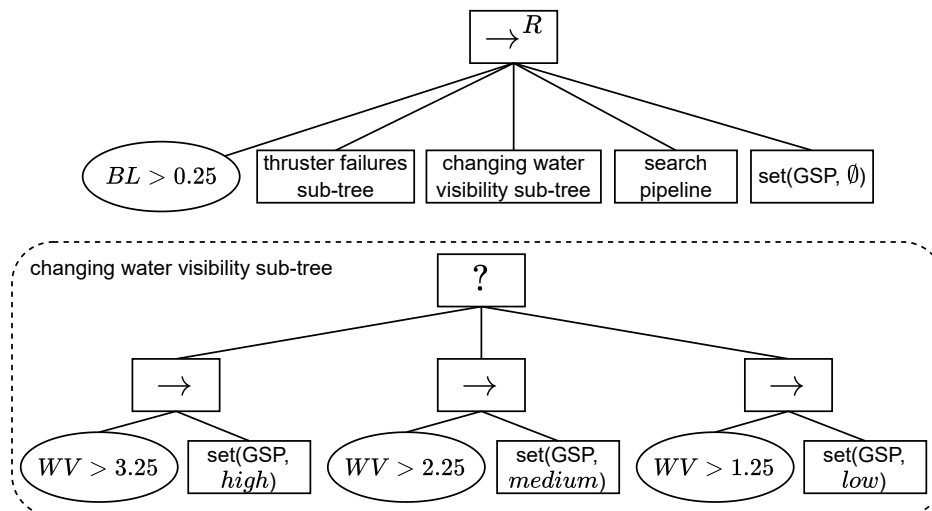 →R
BL > 0.25
thruster failures
sub-tree
changing water
visibility sub-tree
search
pipeline
set(GSP, ∅)
changing water visibility sub-tree
?
→
→
→
WV > 3.25
set(GSP,
high)
WV > 2.25
set(GSP,
medium)
WV > 1.25
set(GSP,
low)